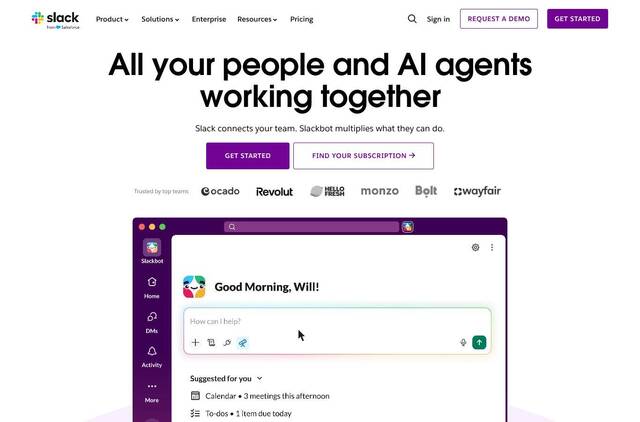 slack
from Salesforce
Product
Solutions
Enterprise
Resources
Pricing
Sign in
REQUEST A DEMO
GET STARTED
All your people and AI agents
working together
Slack connects your team. Slackbot multiplies what they can do.
GET STARTED
FIND YOUR SUBSCRIPTION →
Trusted by top teams
ocado
Revolut
HELLO
FRESH
monzo
Bolt
wayfair
Slackbot
Home
DMs
Activity
More
Good Morning, Will!
How can I help?
Suggested for you
Calendar • 3 meetings this afternoon
To-dos • 1 item due today